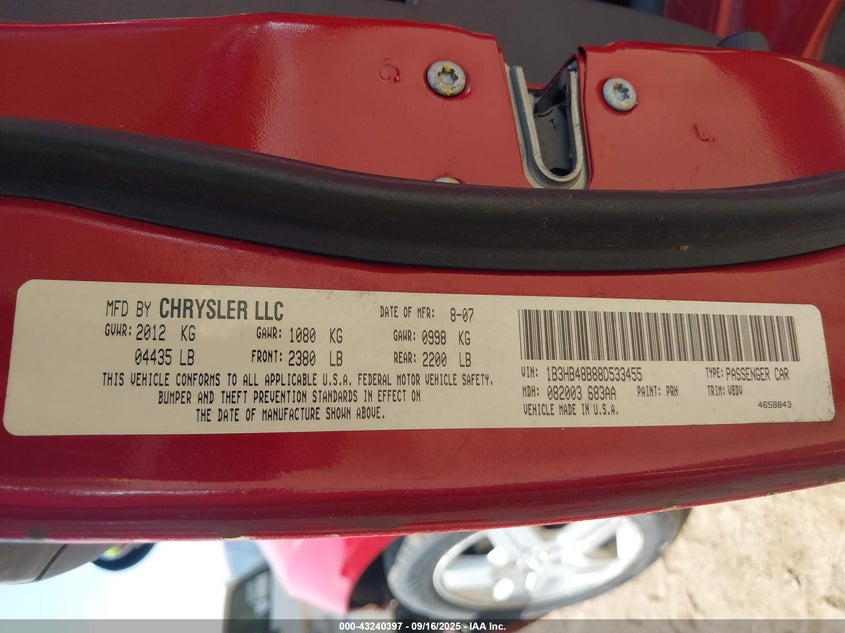 MFD BY CHRYSLER LLC DATE OF MFR: 8-07
GVWR: 2012 KG GAWR: 1080 KG GAWR: 0998 KG
04435 LB FRONT: 2380 LB REAR: 2200 LB
THIS VEHICLE CONFORMS TO ALL APPLICABLE U.S.A. FEDERAL MOTOR VEHICLE SAFETY,
BUMPER AND THEFT PREVENTION STANDARDS IN EFFECT ON
THE DATE OF MANUFACTURE SHOWN ABOVE.
VIN: 1B3HB48B88D533455 TYPE: PASSENGER CAR
MDH: 082003 683AA PAINT: PRH TRIM: V8DV
VEHICLE MADE IN U.S.A. 4658843
000-43240397 - 09/16/2025 - IAA Inc.